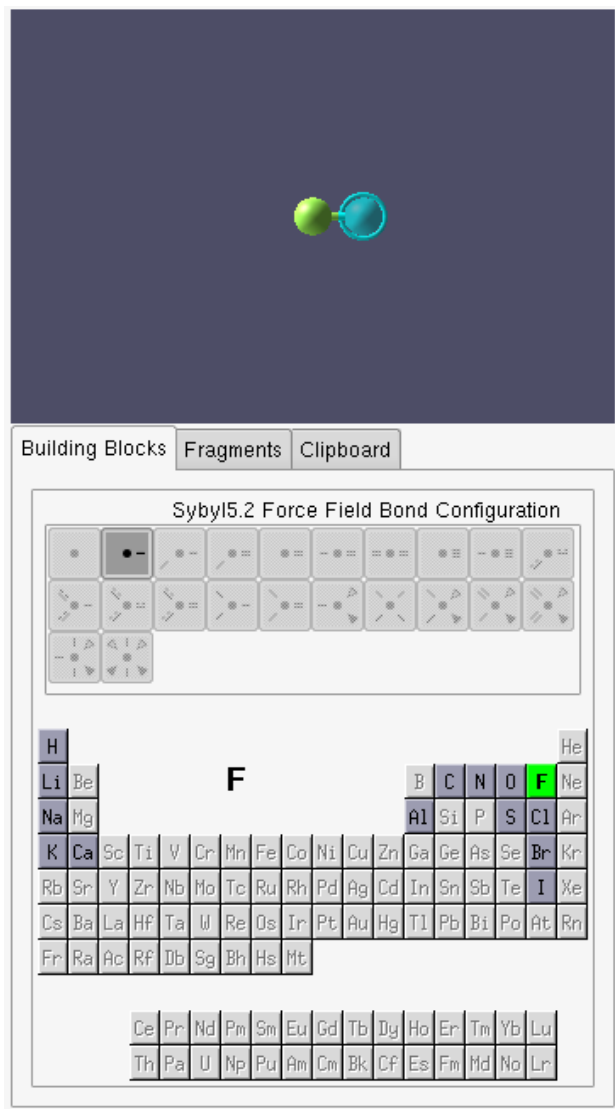 Building Blocks Fragments Clipboard
Sybyl5.2 Force Field Bond Configuration
H He
F
Li Be B C N O F Ne
Na Mg Al Si P S Cl Ar
K Ca Sc Ti V Cr Mn Fe Co Ni Cu Zn Ga Ge As Se Br Kr
Rb Sr Y Zr Nb Mo Tc Ru Rh Pd Ag Cd In Sn Sb Te I Xe
Cs Ba La Hf Ta W Re Os Ir Pt Au Hg Tl Pb Bi Po At Rn
Fr Ra Ac Rf Db Sg Bh Hs Mt
Ce Pr Nd Pm Sm Eu Gd Tb Dy Ho Er Tm Yb Lu
Th Pa U Np Pu Am Cm Bk Cf Es Fm Md No Lr